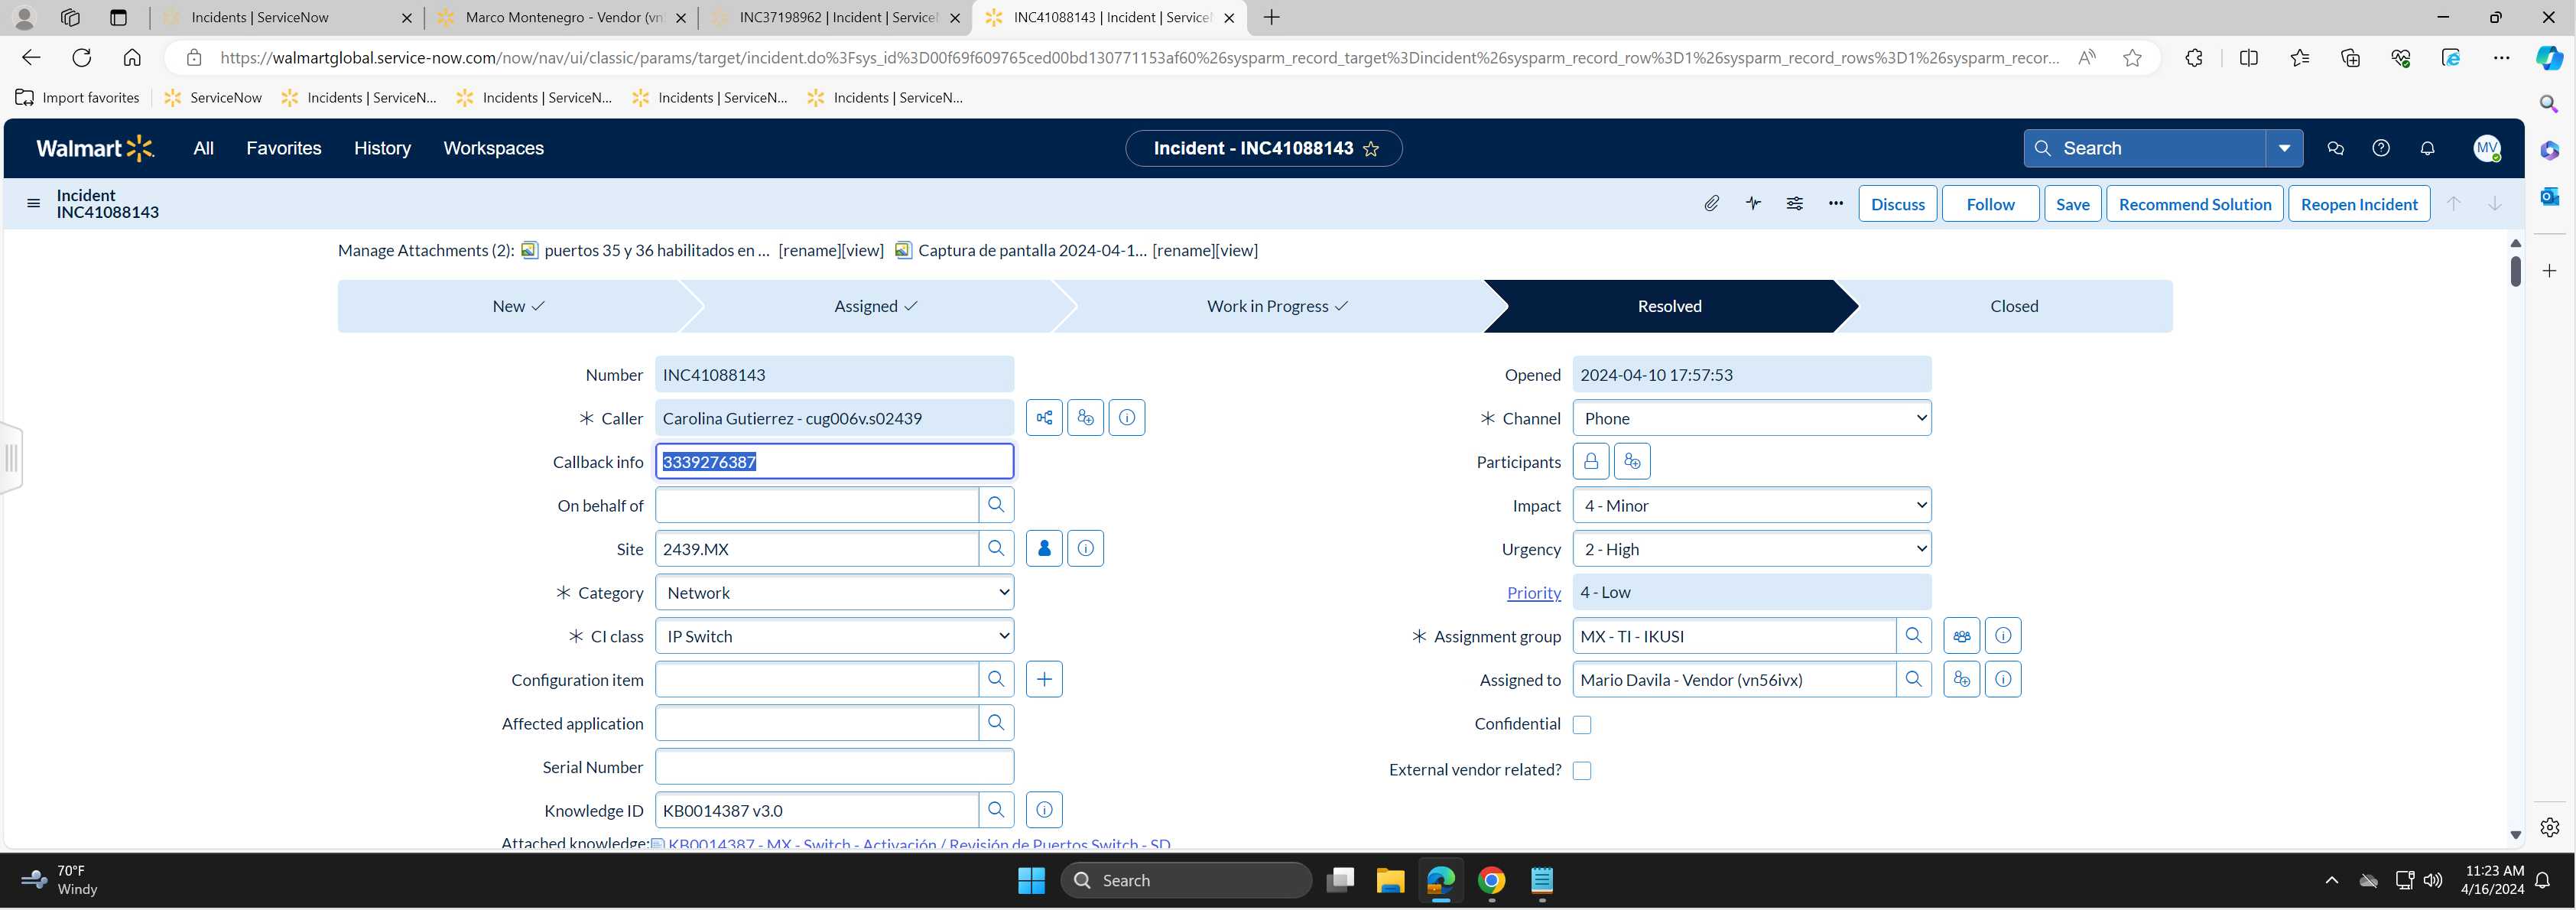 Incidents | ServiceNow
Marco Montenegro - Vendor (vn
INC37198962 | Incident | Service
INC41088143 | Incident | Service
https://walmartglobal.service-now.com/now/nav/ui/classic/params/target/incident.do%3Fsys_id%3D00f69f609765ced00bd130771153af60%26sysparm_record_target%3Dincident%26sysparm_record_row%3D1%26sysparm_record_rows%3D1%26sysparm_recor...
Import favorites ServiceNow Incidents | ServiceN... Incidents | ServiceN... Incidents | ServiceN... Incidents | ServiceN...
Walmart All Favorites History Workspaces Incident - INC41088143 Search MV
Incident
INC41088143
Discuss Follow Save Recommend Solution Reopen Incident
Manage Attachments (2): puertos 35 y 36 habilitados en ... [rename][view] Captura de pantalla 2024-04-1... [rename][view]
New Assigned Work in Progress Resolved Closed
Number INC41088143
Opened 2024-04-10 17:57:53
Caller Carolina Gutierrez - cug006v.s02439
Channel Phone
Callback info 3339276387
Participants
On behalf of
Impact 4 - Minor
Site 2439.MX
Urgency 2 - High
Category Network
Priority 4 - Low
CI class IP Switch
Assignment group MX - TI - IKUSI
Configuration item
Assigned to Mario Davila - Vendor (vn56ivx)
Affected application
Confidential
Serial Number
External vendor related?
Knowledge ID KB0014387 v3.0
Attached knowledge: KB0014387 - MX - Switch - Activación / Revisión de Puertos Switch - SD
70°F
Windy
Search
11:23 AM
4/16/2024